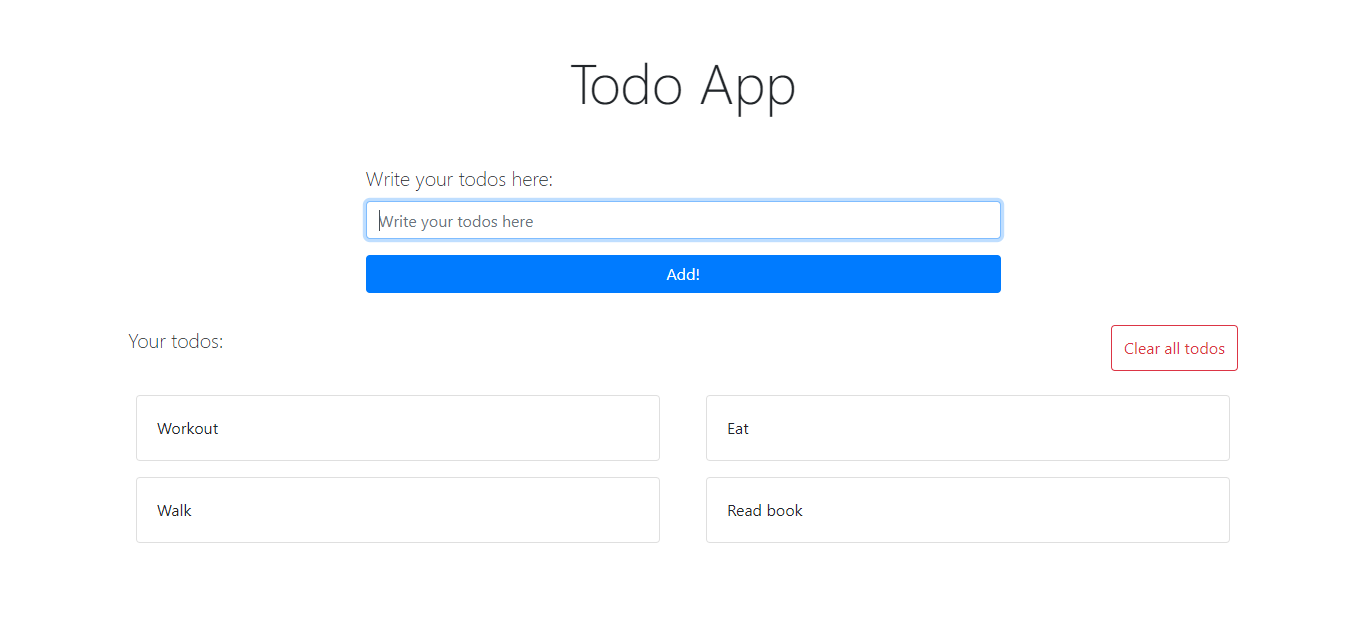 Todo App
Write your todos here:
Write your todos here
Add!
Your todos:
Clear all todos
Workout
Eat
Walk
Read book